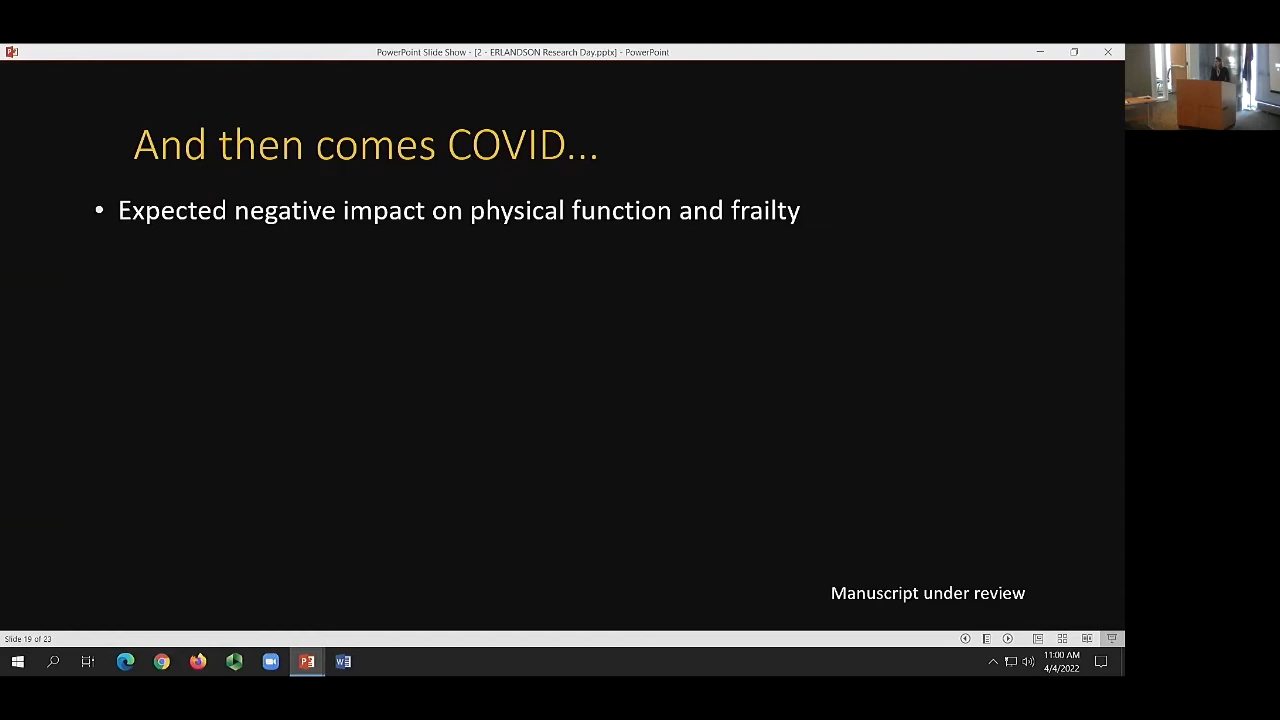 PowerPoint Slide Show - [2 - ERLANDSON Research Day.pptx] - PowerPoint
And then comes COVID...
• Expected negative impact on physical function and frailty
Manuscript under review
Slide 19 of 23
11:00 AM
4/4/2022